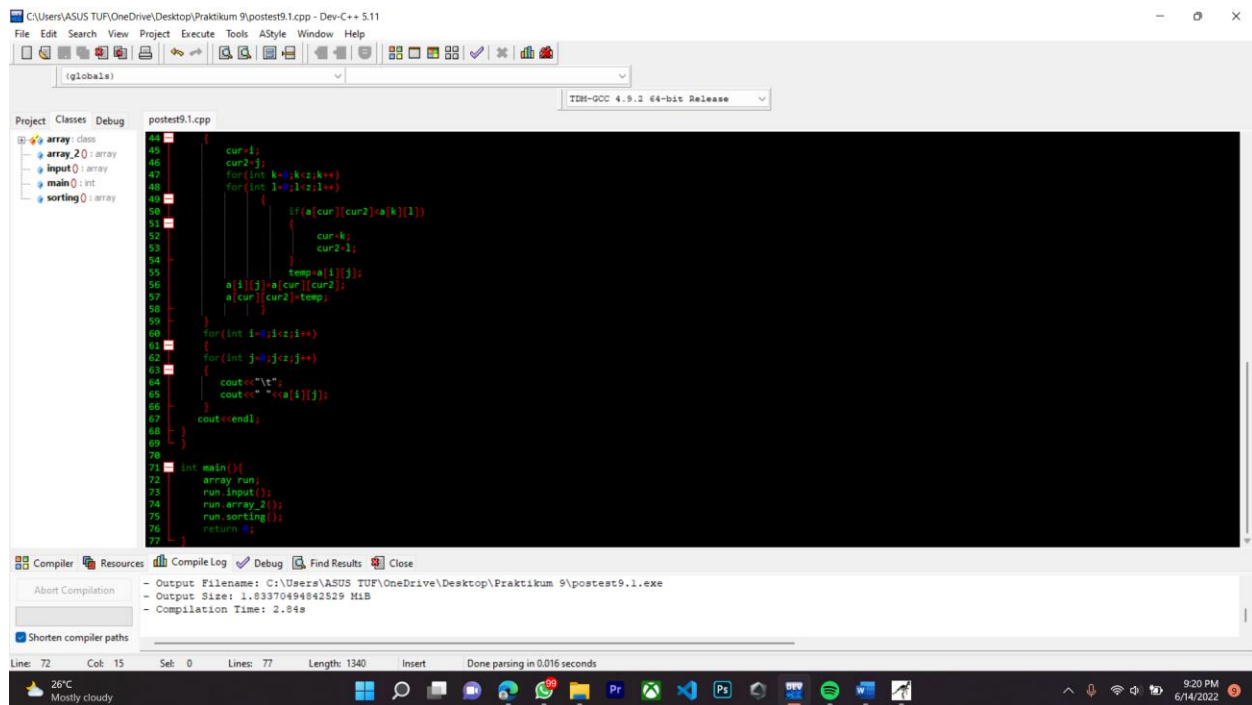 C:\Users\ASUS TUF\OneDrive\Desktop\Praktikum 9\postest9.1.cpp - Dev-C++ 5.11
File Edit Search View Project Execute Tools AStyle Window Help
(globals)
TDM-GCC 4.9.2 64-bit Release
Project Classes Debug
postest9.1.cpp
array : class
array_2 () : array
input () : array
main () : int
sorting () : array
44 {
45 cur=i;
46 cur2=j;
47 for(int k=0;k<z;k++)
48 for(int l=0;l<z;l++)
49 {
50 if(a[cur][cur2]<a[k][l])
51 {
52 cur=k;
53 cur2=l;
54 }
55 temp=a[i][j];
56 a[i][j]=a[cur][cur2];
57 a[cur][cur2]=temp;
58 }
59 }
60 for(int i=0;i<z;i++)
61 {
62 for(int j=0;j<z;j++)
63 {
64 cout<<"\t";
65 cout<<" "<<a[i][j];
66 }
67 cout<<endl;
68 }
69 }
70
71 int main(){
72 array run;
73 run.input();
74 run.array_2();
75 run.sorting();
76 return 0;
77 }
Compiler Resources Compile Log Debug Find Results Close
Abort Compilation
- Output Filename: C:\Users\ASUS TUF\OneDrive\Desktop\Praktikum 9\postest9.1.exe
- Output Size: 1.83370494842529 MiB
- Compilation Time: 2.84s
Shorten compiler paths
Line: 72 Col: 15 Sel: 0 Lines: 77 Length: 1340 Insert Done parsing in 0.016 seconds
26°C
Mostly cloudy
99
Pr
Ps
DEV
W
9:20 PM
6/14/2022
9